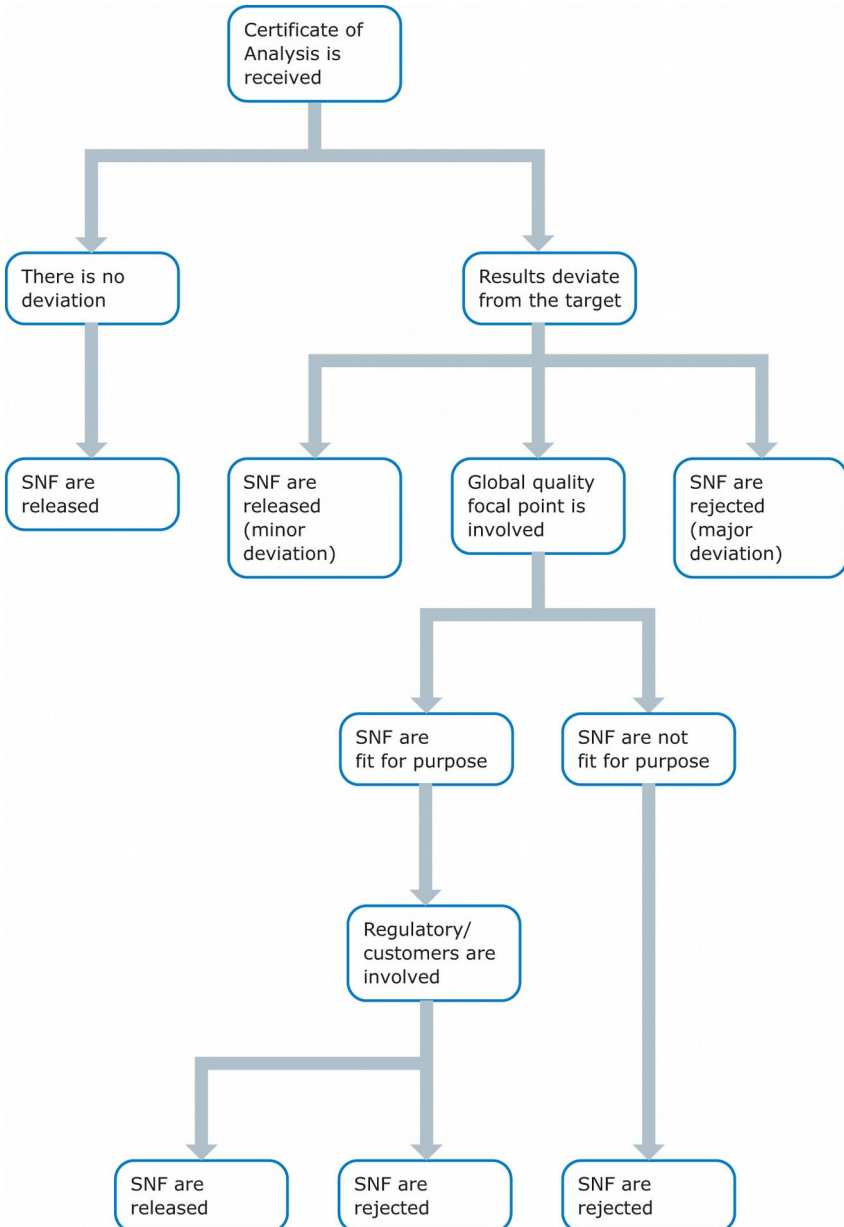 Certificate of
Analysis is
received
There is no
deviation
Results deviate
from the target
SNF are
released
SNF are
released
(minor
deviation)
Global quality
focal point is
involved
SNF are
rejected
(major
deviation)
SNF are
fit for purpose
SNF are not
fit for purpose
Regulatory/
customers are
involved
SNF are
released
SNF are
rejected
SNF are
rejected